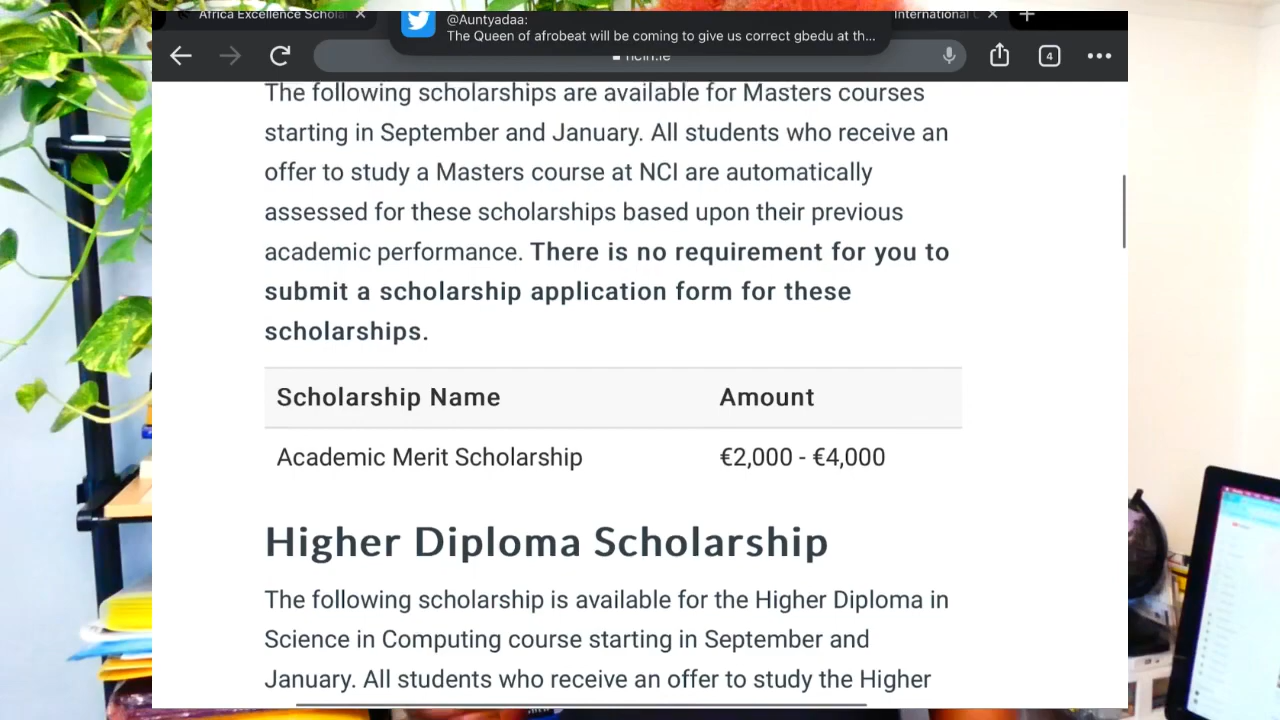 Africa Excellence Schola
International
@Auntyadaa:
The Queen of afrobeat will be coming to give us correct gbedu at th...
4
The following scholarships are available for Masters courses
starting in September and January. All students who receive an
offer to study a Masters course at NCI are automatically
assessed for these scholarships based upon their previous
academic performance. There is no requirement for you to
submit a scholarship application form for these
scholarships.
Scholarship Name Amount
Academic Merit Scholarship €2,000 - €4,000
Higher Diploma Scholarship
The following scholarship is available for the Higher Diploma in
Science in Computing course starting in September and
January. All students who receive an offer to study the Higher